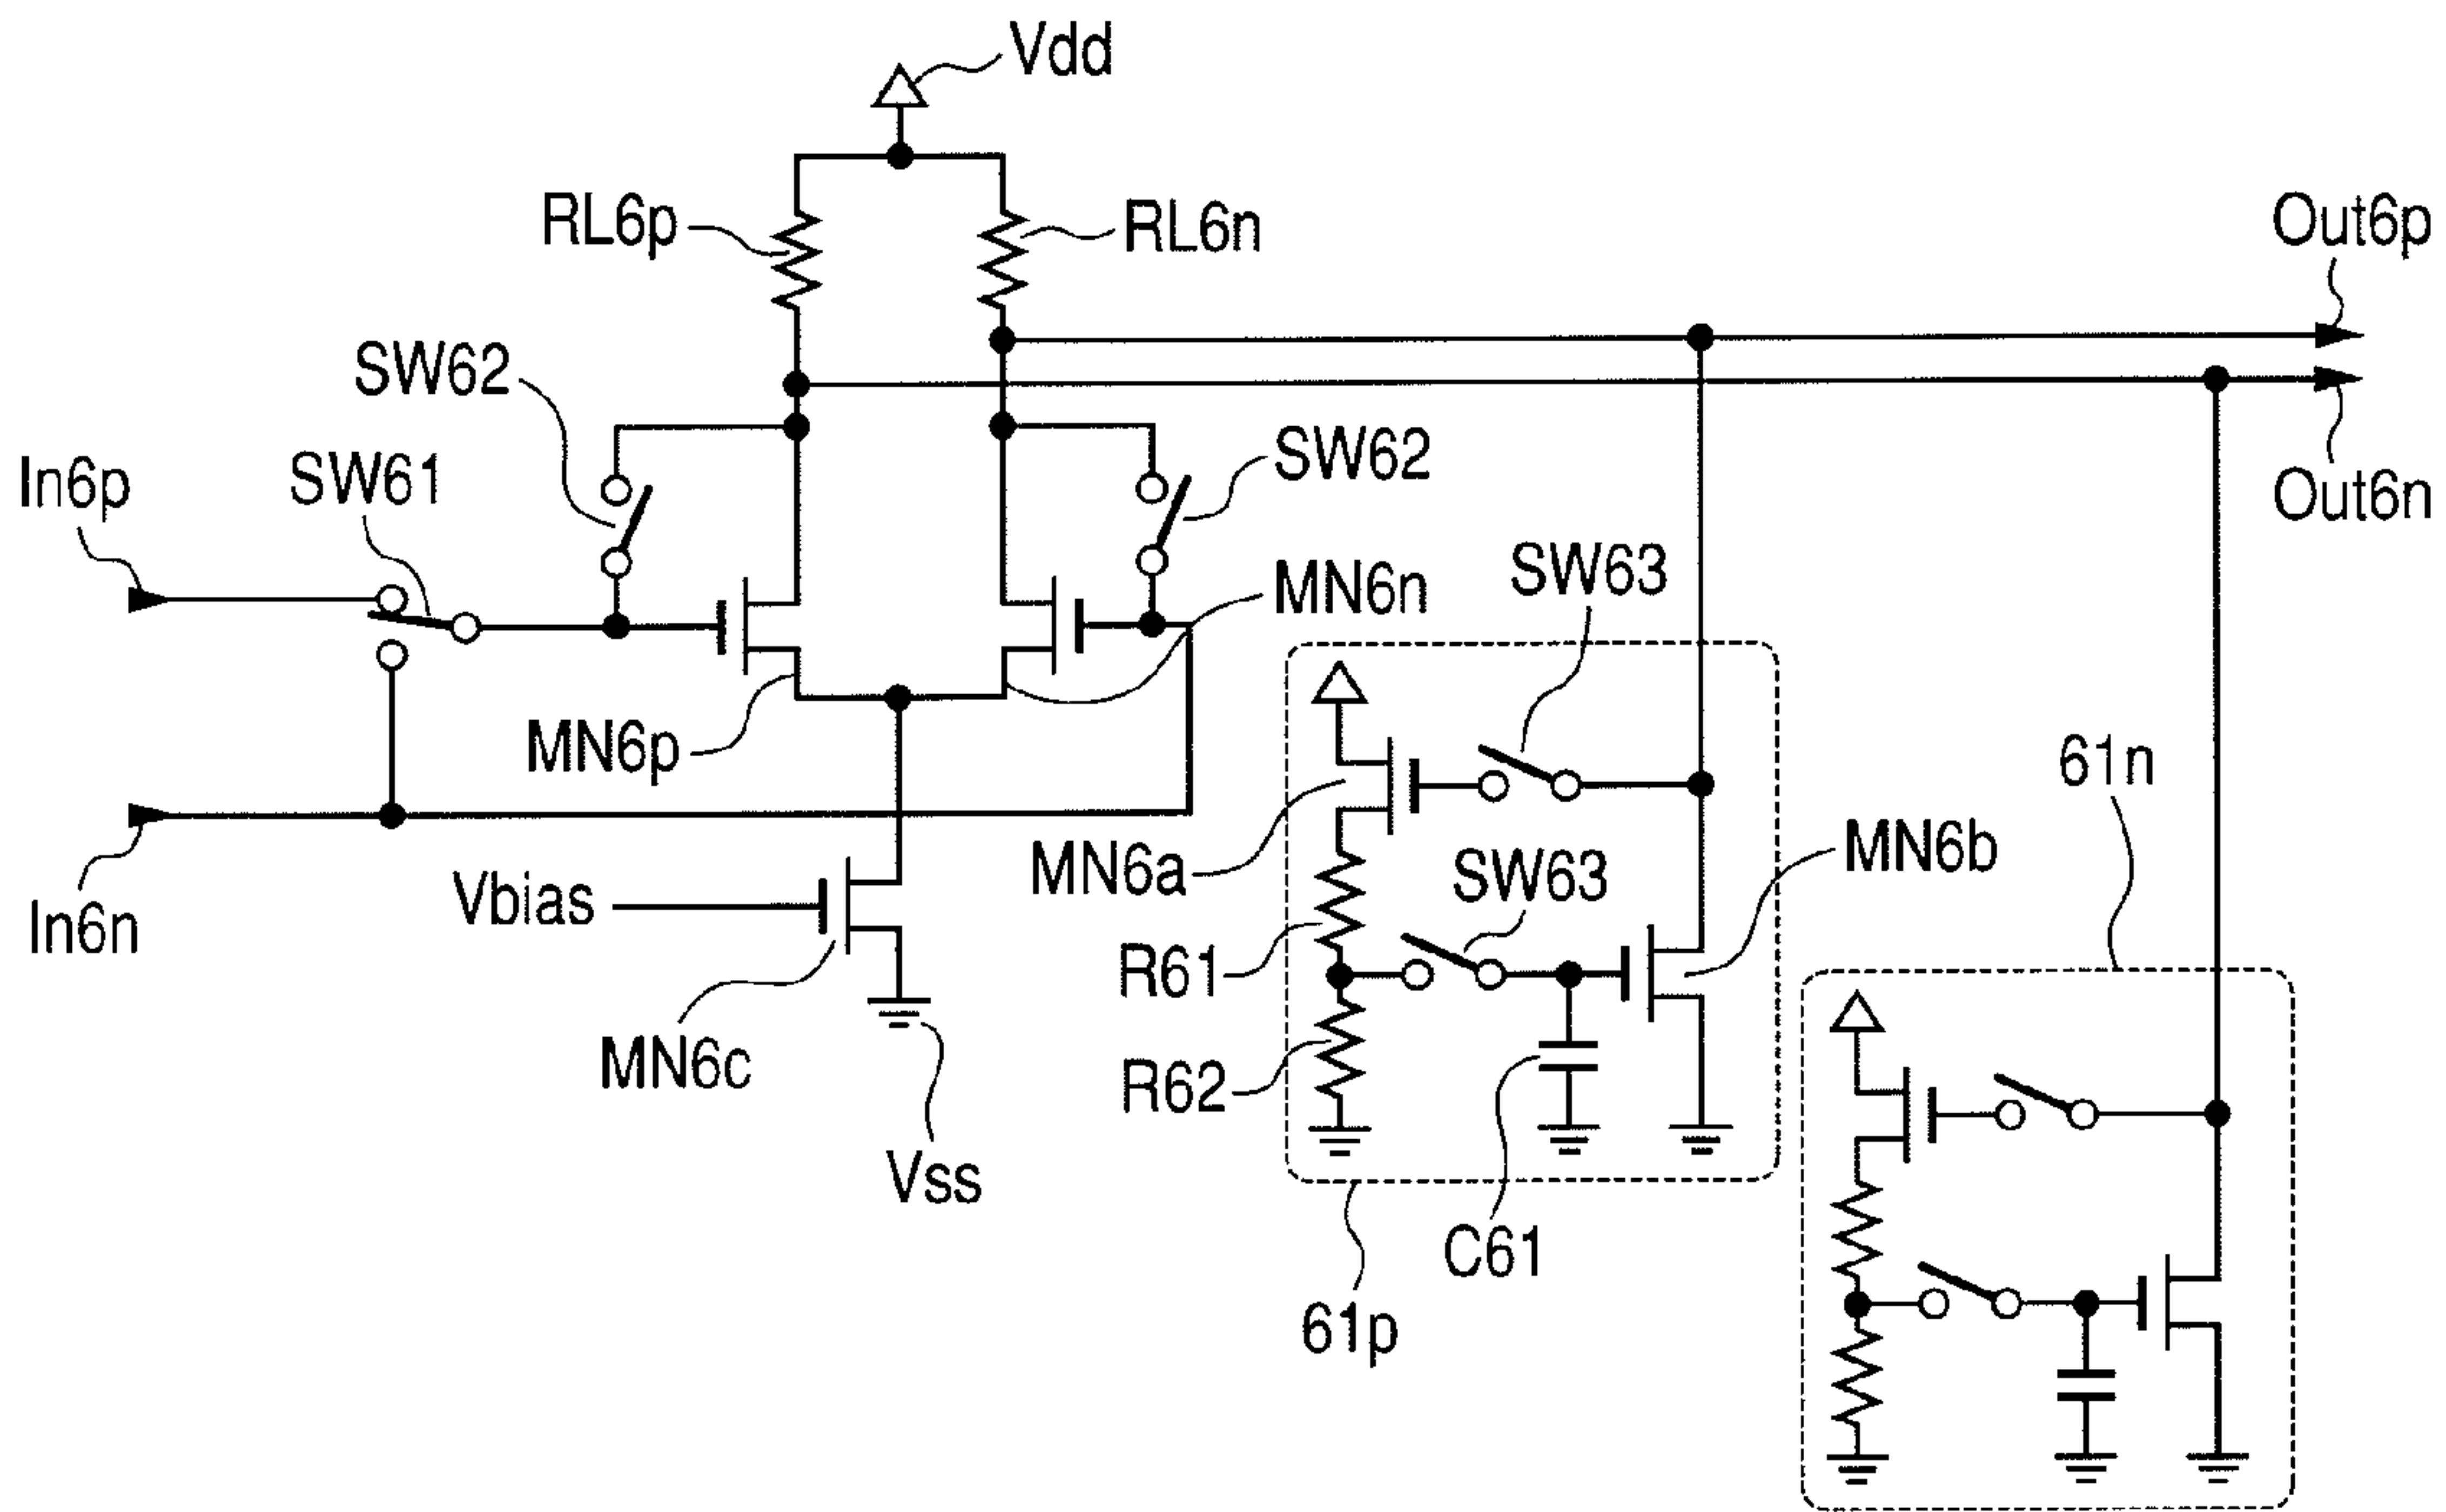 Vdd
RL6p
RL6n
Out6p
SW62
SW62
Out6n
In6p
SW61
SW63
MN6n
MN6p
61n
MN6b
MN6a
SW63
Vbias
In6n
R61
MN6c
R62
Vss
C61
61p